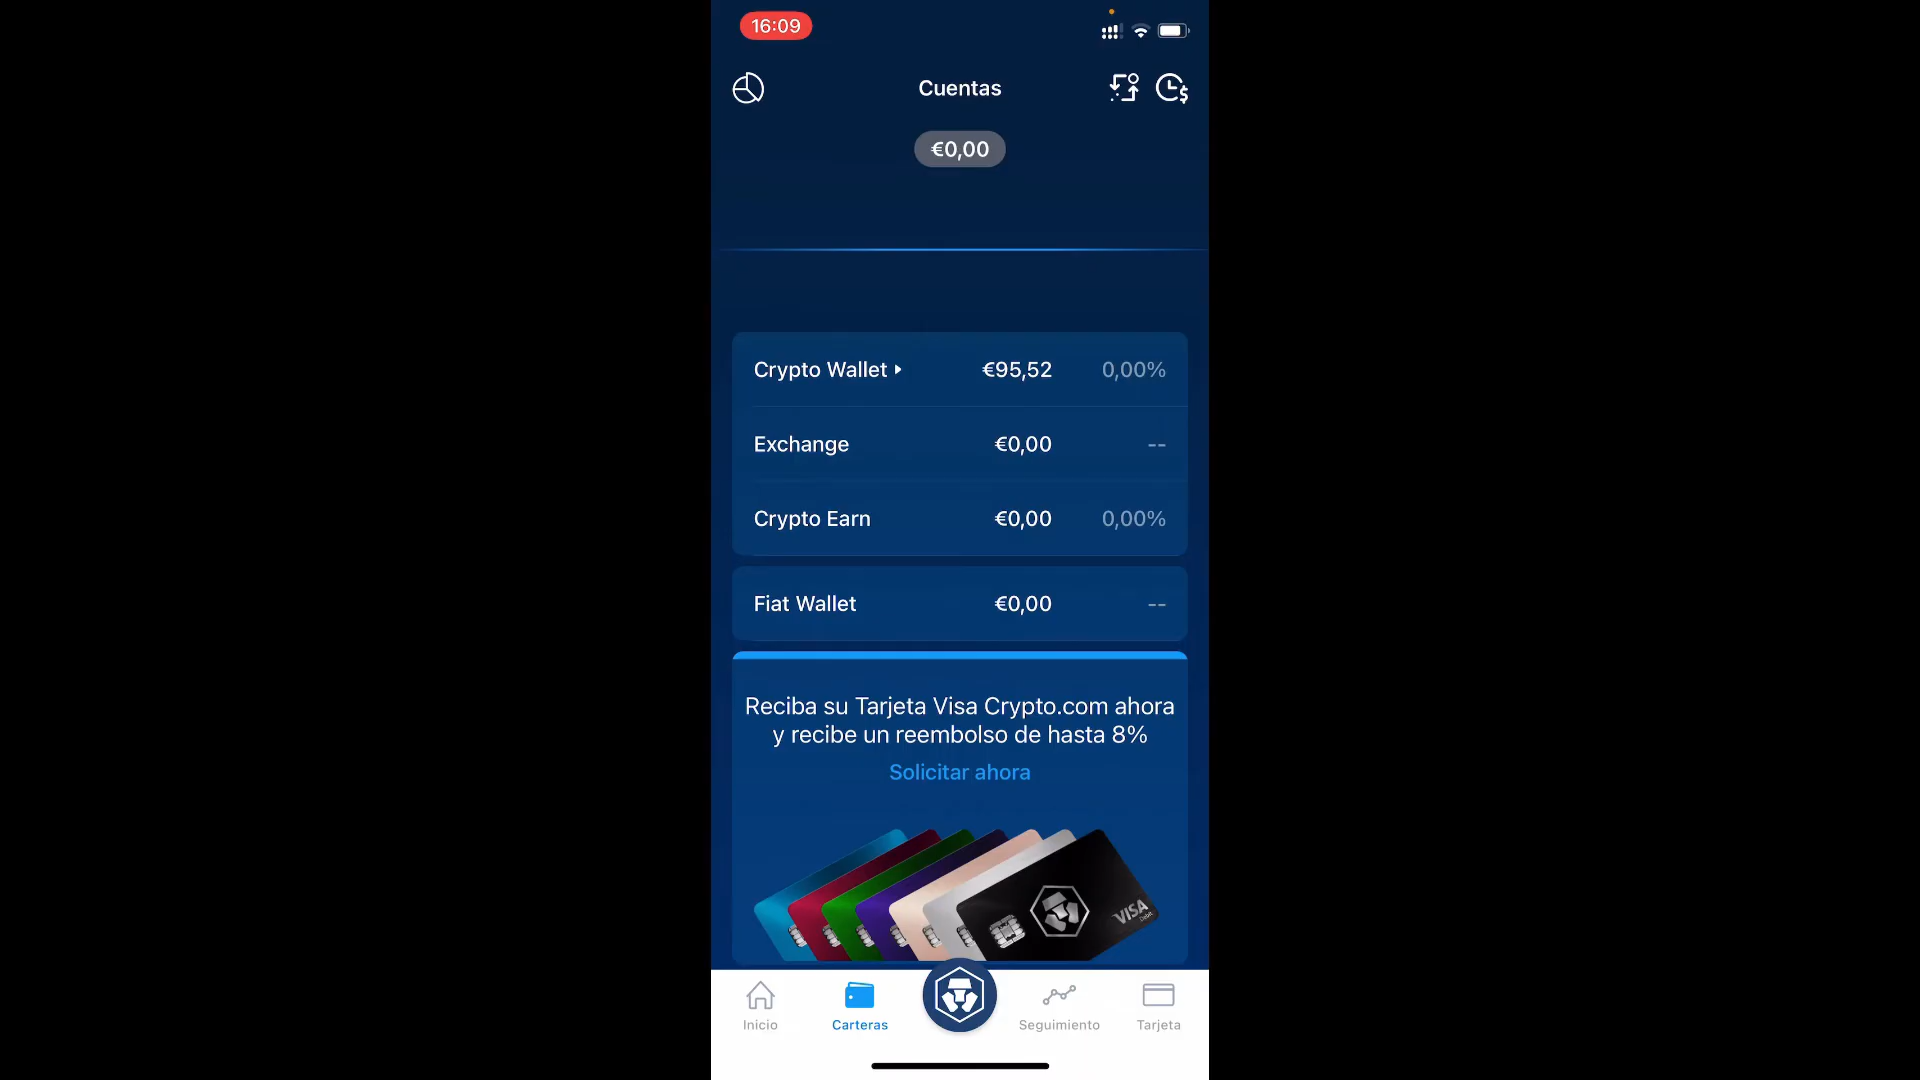 16:09
Cuentas
€0,00
Crypto Wallet €95,52 0,00%
Exchange €0,00 --
Crypto Earn €0,00 0,00%
Fiat Wallet €0,00 --
Reciba su Tarjeta Visa Crypto.com ahora
y recibe un reembolso de hasta 8%
Solicitar ahora
VISA
Debit
Inicio Carteras Seguimiento Tarjeta